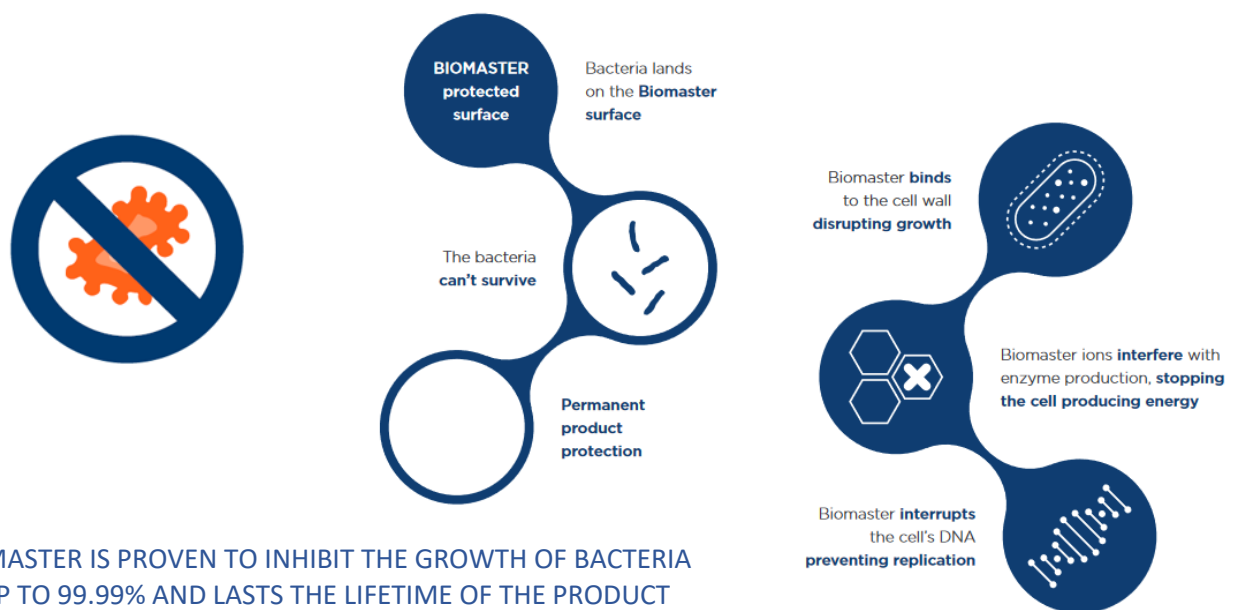 BIOMASTER
protected
surface
Bacteria lands
on the Biomaster
surface
The bacteria
can't survive
Permanent
product
protection
Biomaster binds
to the cell wall
disrupting growth
Biomaster ions interfere with
enzyme production, stopping
the cell producing energy
Biomaster interrupts
the cell's DNA
preventing replication
MASTER IS PROVEN TO INHIBIT THE GROWTH OF BACTERIA
P TO 99.99% AND LASTS THE LIFETIME OF THE PRODUCT